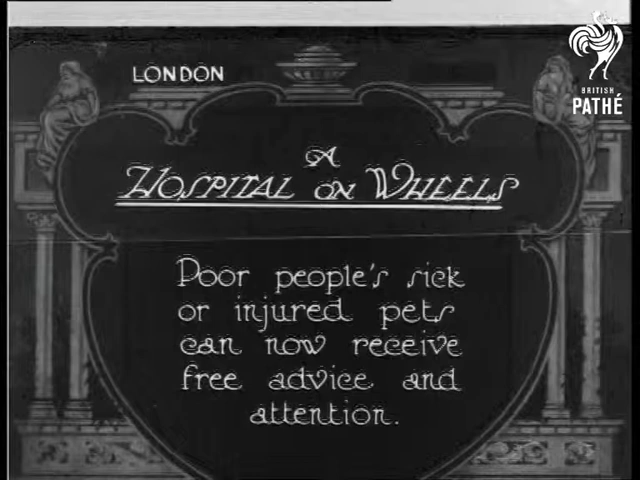 LONDON
BRITISH
PATHÉ
A
HOSPITAL ON WHEELS
Poor people's sick
or injured pets
can now receive
free advice and
attention.